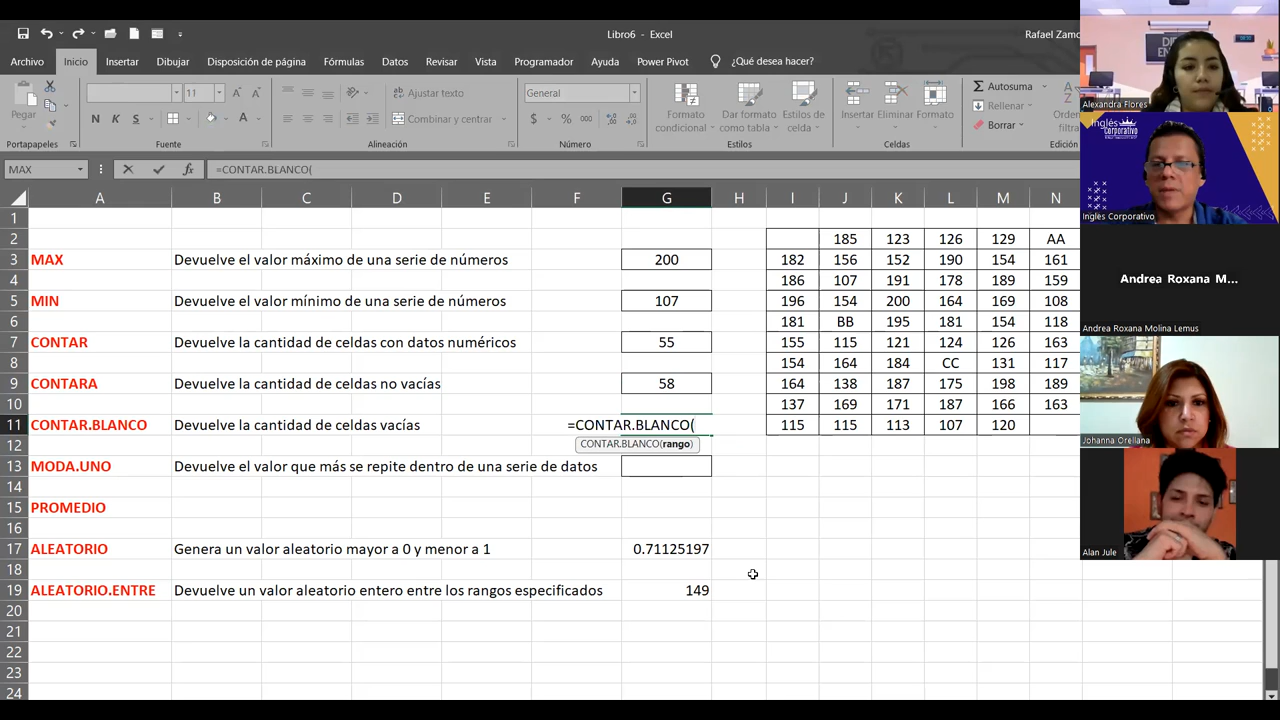 Libro6 - Excel
Rafael Zamo
Archivo Inicio Insertar Dibujar Disposición de página Fórmulas Datos Revisar Vista Programador Ayuda Power Pivot ¿Qué desea hacer?
Pegar
11
N K S
Ajustar texto
Combinar y centrar
General
$ % 000
Formato condicional
Dar formato como tabla
Estilos de celda
Insertar Eliminar Formato
Autosuma
Rellenar
Borrar
Orden
filtra
Portapapeles Fuente Alineación Número Estilos Celdas
MAX fx =CONTAR.BLANCO(
A B C D E F G H I J K L M N
1
2 185 123 126 129 AA
3 MAX Devuelve el valor máximo de una serie de números 200 182 156 152 190 154 161
4 186 107 191 178 189 159
5 MIN Devuelve el valor mínimo de una serie de números 107 196 154 200 164 169 108
6 181 BB 195 181 154 118
7 CONTAR Devuelve la cantidad de celdas con datos numéricos 55 155 115 121 124 126 163
8 154 164 184 CC 131 117
9 CONTARA Devuelve la cantidad de celdas no vacías 58 164 138 187 175 198 189
10 137 169 171 187 166 163
11 CONTAR.BLANCO Devuelve la cantidad de celdas vacías =CONTAR.BLANCO( 115 115 113 107 120
12 CONTAR.BLANCO(rango)
13 MODA.UNO Devuelve el valor que más se repite dentro de una serie de datos
14
15 PROMEDIO
16
17 ALEATORIO Genera un valor aleatorio mayor a 0 y menor a 1 0.71125197
18
19 ALEATORIO.ENTRE Devuelve un valor aleatorio entero entre los rangos especificados 149
20
21
22
23
24
Alexandra Flores
Inglés Corporativo
Inglés Corporativo
Andrea Roxana M...
Andrea Roxana Molina Lemus
Johanna Orellana
Alan Jule